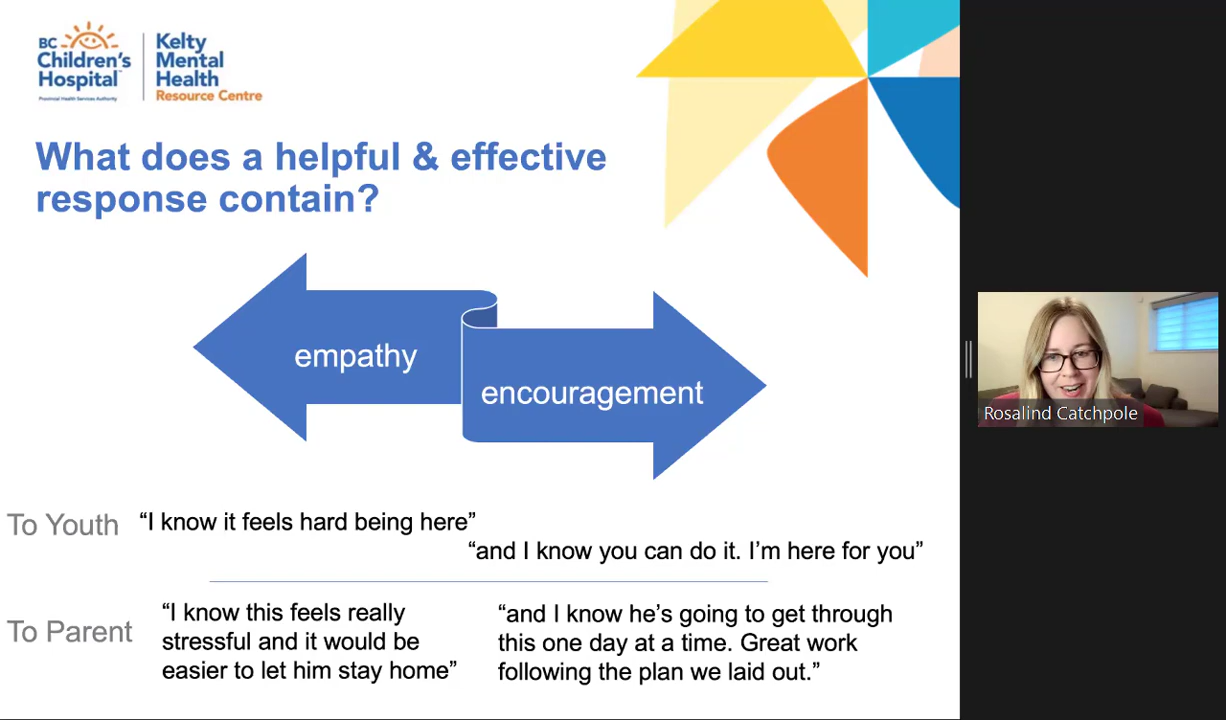 BC
Children's
Hospital
Provincial Health Services Authority
Kelty
Mental
Health
Resource Centre
What does a helpful & effective
response contain?
empathy
encouragement
Rosalind Catchpole
To Youth
“I know it feels hard being here”
“and I know you can do it. I’m here for you”
To Parent
“I know this feels really
stressful and it would be
easier to let him stay home”
“and I know he’s going to get through
this one day at a time. Great work
following the plan we laid out.”